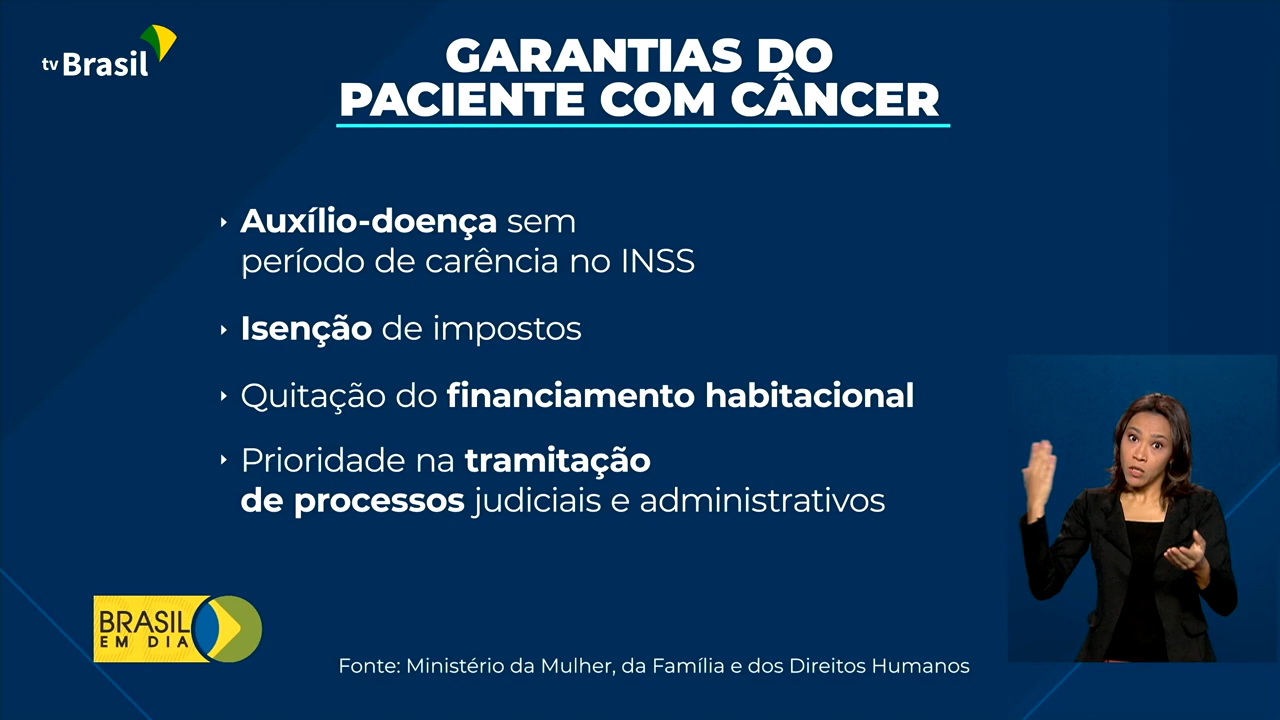 tv Brasil
GARANTIAS DO
PACIENTE COM CÂNCER
Auxílio-doença sem
período de carência no INSS
Isenção de impostos
Quitação do financiamento habitacional
Prioridade na tramitação
de processos judiciais e administrativos
BRASIL
EM DIA
Fonte: Ministério da Mulher, da Família e dos Direitos Humanos